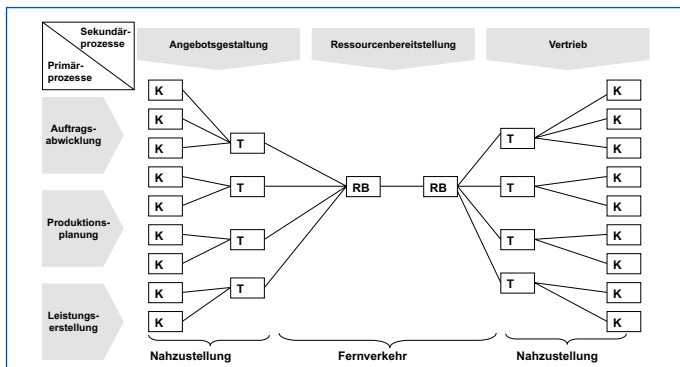 Sekundär-
prozesse
Primär-
prozesse
Angebotsgestaltung
Ressourcenbereitstellung
Vertrieb
Auftrags-
abwicklung
Produktions-
planung
Leistungs-
erstellung
K
K
K
K
K
K
K
K
K
T
T
T
T
RB
RB
T
T
T
T
K
K
K
K
K
K
K
K
K
Nahzustellung
Fernverkehr
Nahzustellung